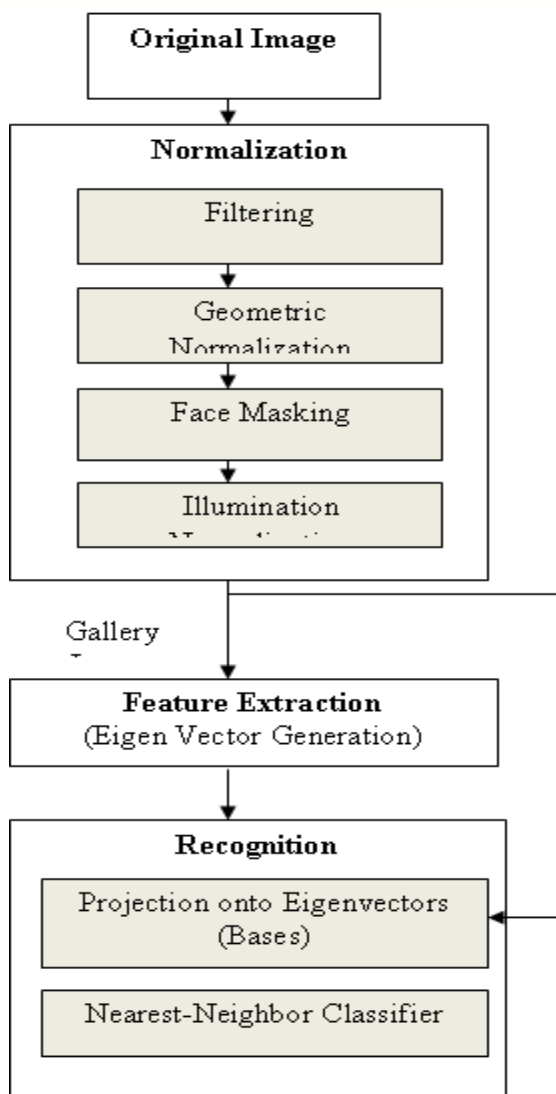 Original Image
Normalization
Filtering
Geometric
Normalization
Face Masking
Illumination
Gallery
Feature Extraction
(Eigen Vector Generation)
Recognition
Projection onto Eigenvectors
(Bases)
Nearest-Neighbor Classifier